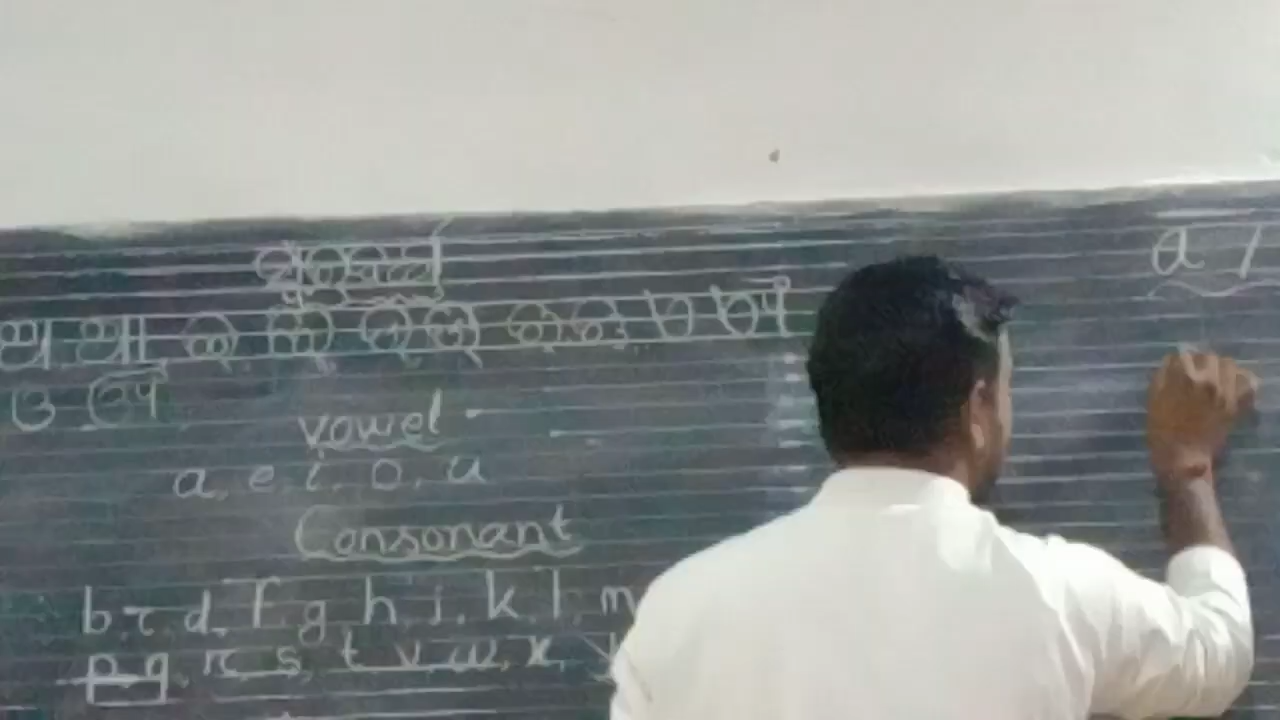 ସ୍ୱରବର୍ଣ୍ଣ
ଅ ଆ ଇ ଈ ଉ ଊ ଋ ୠ ଏ ଐ
ଓ ଔ
a /
vowel -
a, e, i, o, u
Consonant
b, c, d, f, g h j, k l, m
p q, r s, t v, w, x, y